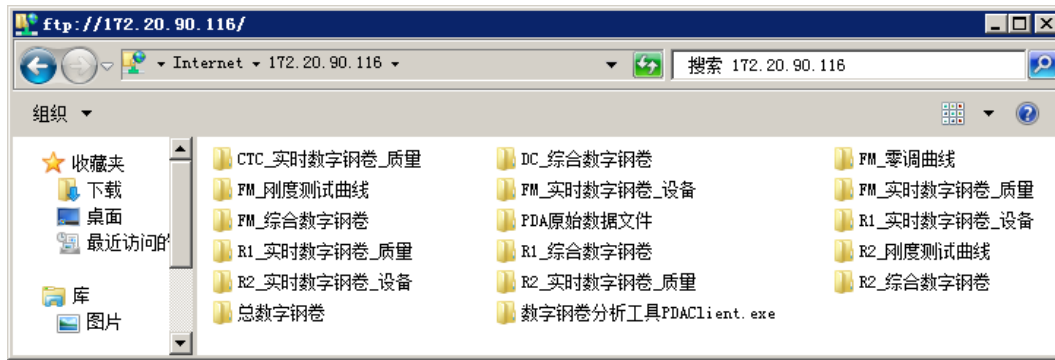 ftp://172.20.90.116/
Internet 172.20.90.116
搜索 172.20.90.116
组织
收藏夹
下载
桌面
最近访问的
库
图片
CTC_实时数字钢卷_质量 DC_综合数字钢卷 FM_零调曲线
FM_刚度测试曲线 FM_实时数字钢卷_设备 FM_实时数字钢卷_质量
FM_综合数字钢卷 PDA原始数据文件 R1_实时数字钢卷_设备
R1_实时数字钢卷_质量 R1_综合数字钢卷 R2_刚度测试曲线
R2_实时数字钢卷_设备 R2_实时数字钢卷_质量 R2_综合数字钢卷
总数字钢卷 数字钢卷分析工具PDAClient.exe